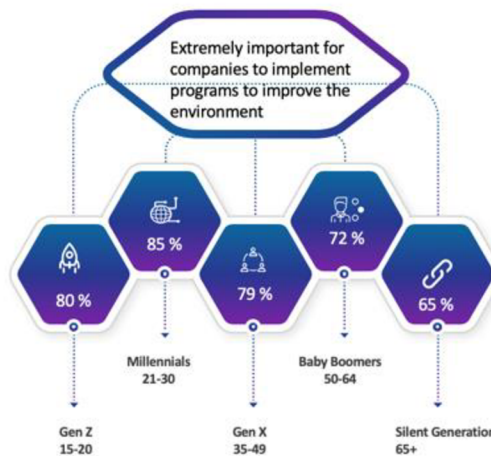 Extremely important for
companies to implement
programs to improve the
environment
85 %
72 %
80 %
79 %
65 %
Millennials
21-30
Baby Boomers
50-64
Gen Z
15-20
Gen X
35-49
Silent Generation
65+